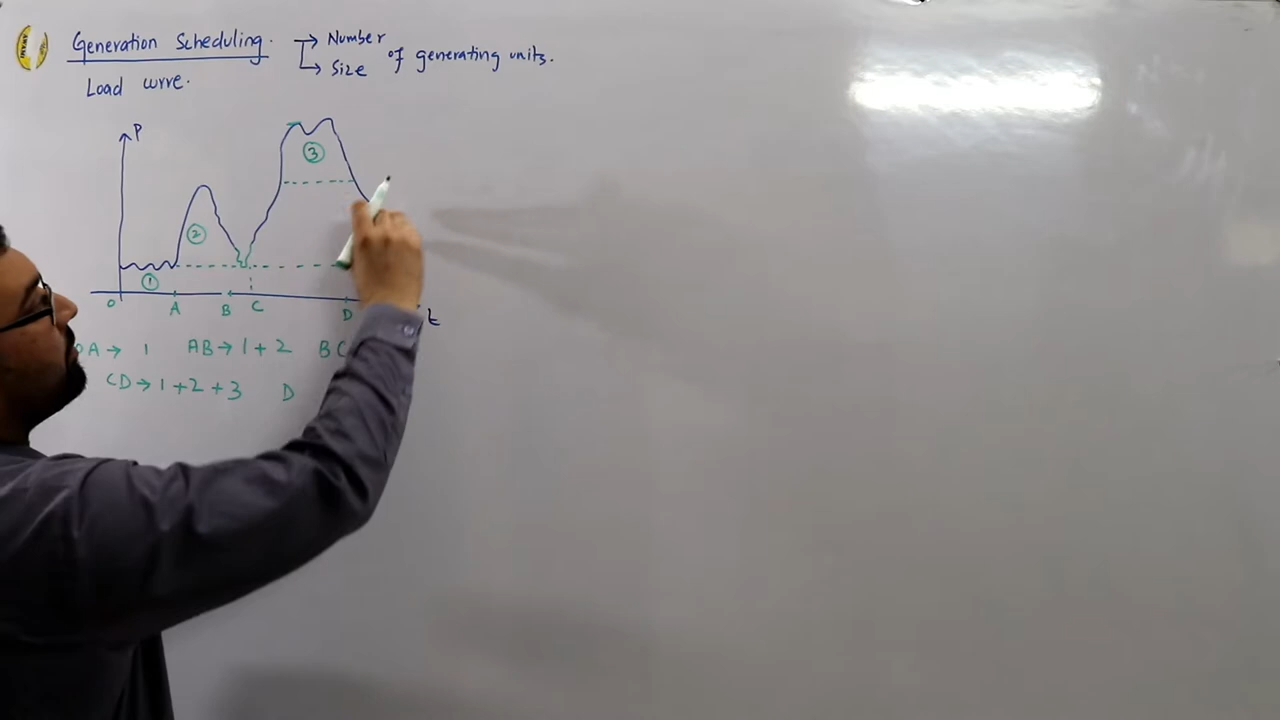 Generation Scheduling. → Number
→ Size of generating units.
Load curve.
P
③
②
①
O A B C D t
OA → 1 AB → 1 + 2 BC
CD → 1 + 2 + 3 D